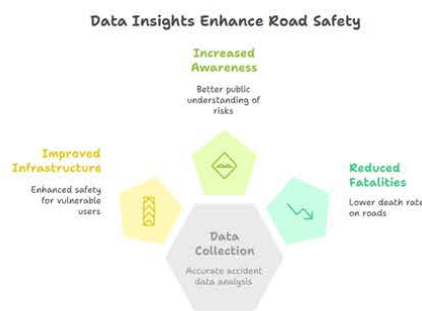 Data Insights Enhance Road Safety
Increased
Awareness
Better public
understanding of
risks
Improved
Infrastructure
Enhanced safety
for vulnerable
users
Reduced
Fatalities
Lower death rate
on roads
Data
Collection
Accurate accident
data analysis